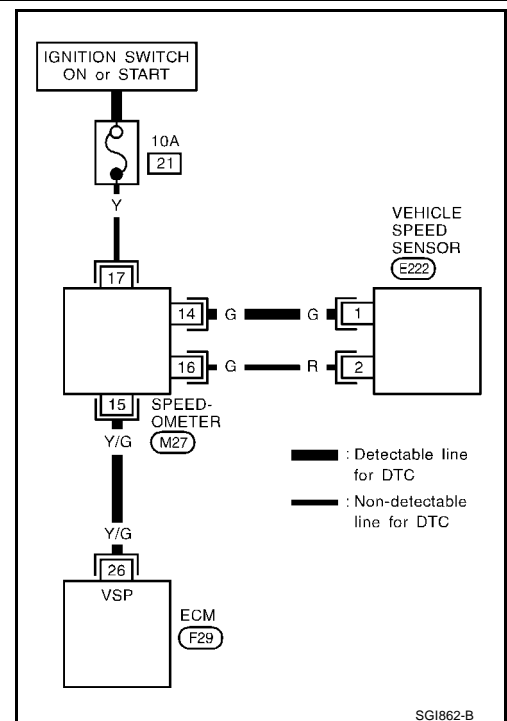 IGNITION SWITCH
ON or START
10A
21
Y
VEHICLE
SPEED
SENSOR
E222
17
14
G
G
1
16
G
R
2
15
SPEED-
OMETER
M27
Y/G
: Detectable line
for DTC
: Non-detectable
line for DTC
Y/G
26
VSP
ECM
F29
SGI862-B